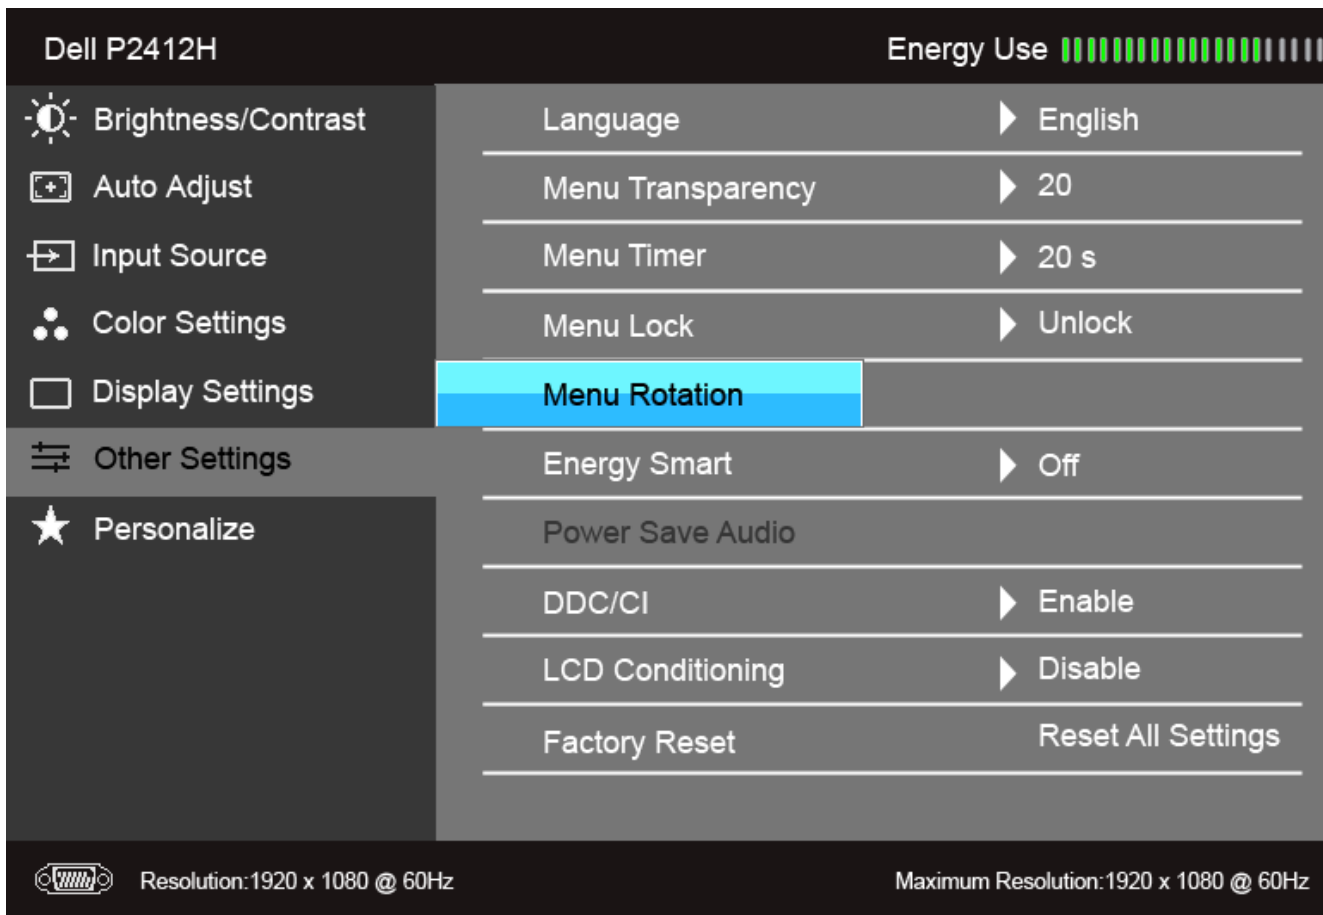 Dell P2412H Energy Use
Brightness/Contrast Language English
Auto Adjust Menu Transparency 20
Input Source Menu Timer 20 s
Color Settings Menu Lock Unlock
Display Settings Menu Rotation
Other Settings Energy Smart Off
Personalize Power Save Audio
DDC/CI Enable
LCD Conditioning Disable
Factory Reset Reset All Settings
Resolution:1920 x 1080 @ 60Hz Maximum Resolution:1920 x 1080 @ 60Hz